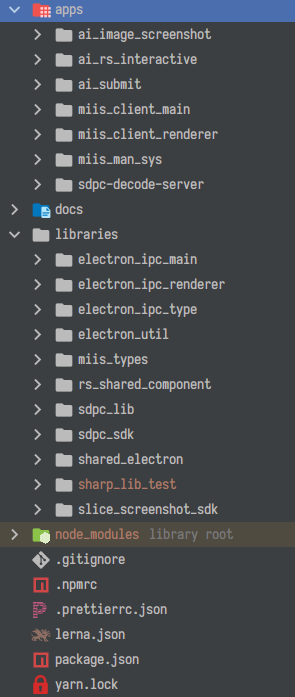 apps
ai_image_screenshot
ai_rs_interactive
ai_submit
miis_client_main
miis_client_renderer
miis_man_sys
sdpc-decode-server
docs
libraries
electron_ipc_main
electron_ipc_renderer
electron_ipc_type
electron_util
miis_types
rs_shared_component
sdpc_lib
sdpc_sdk
shared_electron
sharp_lib_test
slice_screenshot_sdk
node_modules library root
.gitignore
.npmrc
.prettierrc.json
lerna.json
package.json
yarn.lock